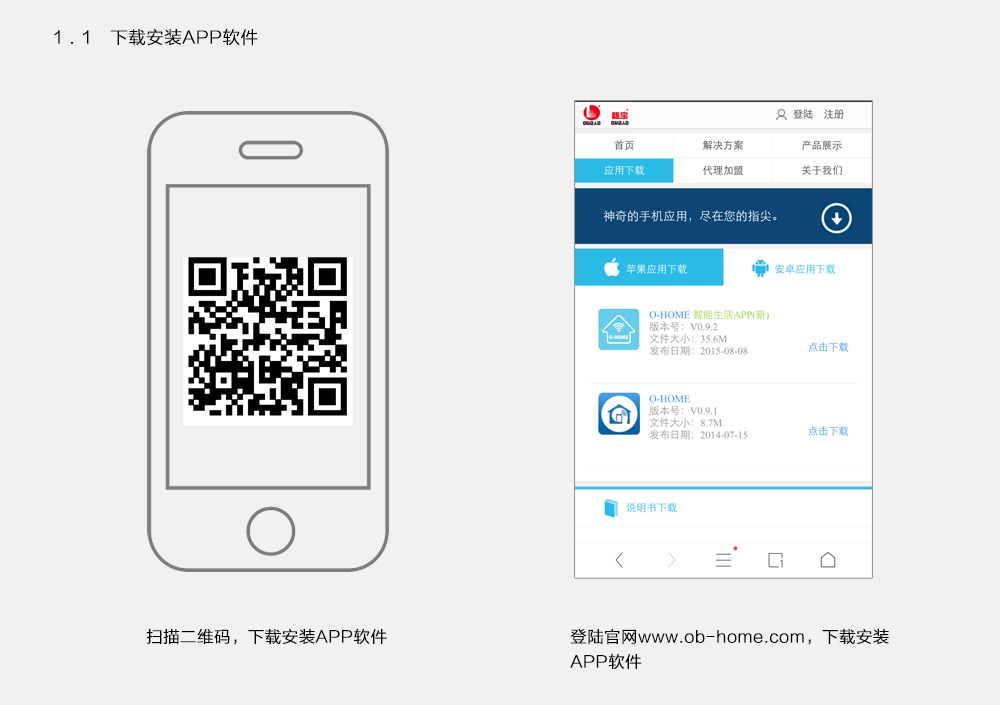 1.1 下载安装APP软件
扫描二维码，下载安装APP软件
登陆 注册
首页 解决方案 产品展示
应用下载 代理加盟 关于我们
神奇的手机应用，尽在您的指尖。
苹果应用下载 安卓应用下载
O-HOME
O-HOME 智能生活APP(新)
版本号：V0.9.2
文件大小：35.6M
发布日期：2015-08-08
点击下载
O-HOME
版本号：V0.9.1
文件大小：8.7M
发布日期：2014-07-15
点击下载
说明书下载
1
登陆官网www.ob-home.com，下载安装
APP软件